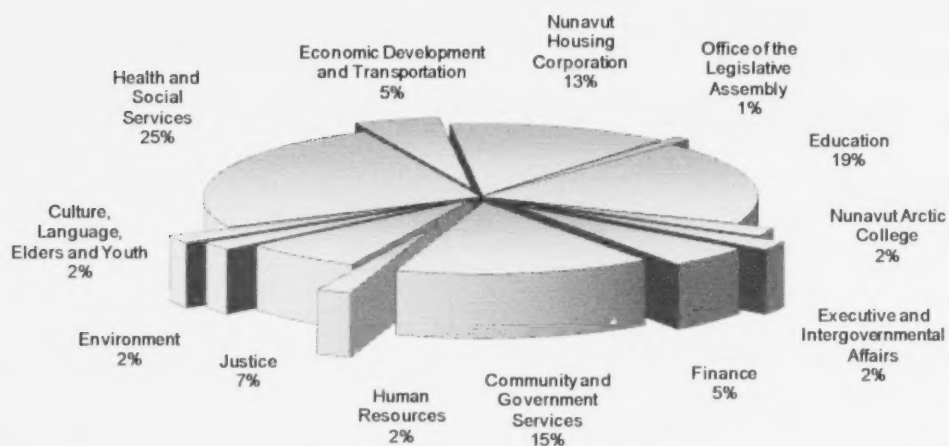 Nunavut
Housing
Corporation
13%
Office of the
Legislative
Assembly
1%
Economic Development
and Transportation
5%
Health and
Social
Services
25%
Education
19%
Culture,
Language,
Elders and Youth
2%
Nunavut Arctic
College
2%
Environment
2%
Justice
7%
Human
Resources
2%
Community and
Government
Services
15%
Finance
5%
Executive and
Intergovernmental
Affairs
2%